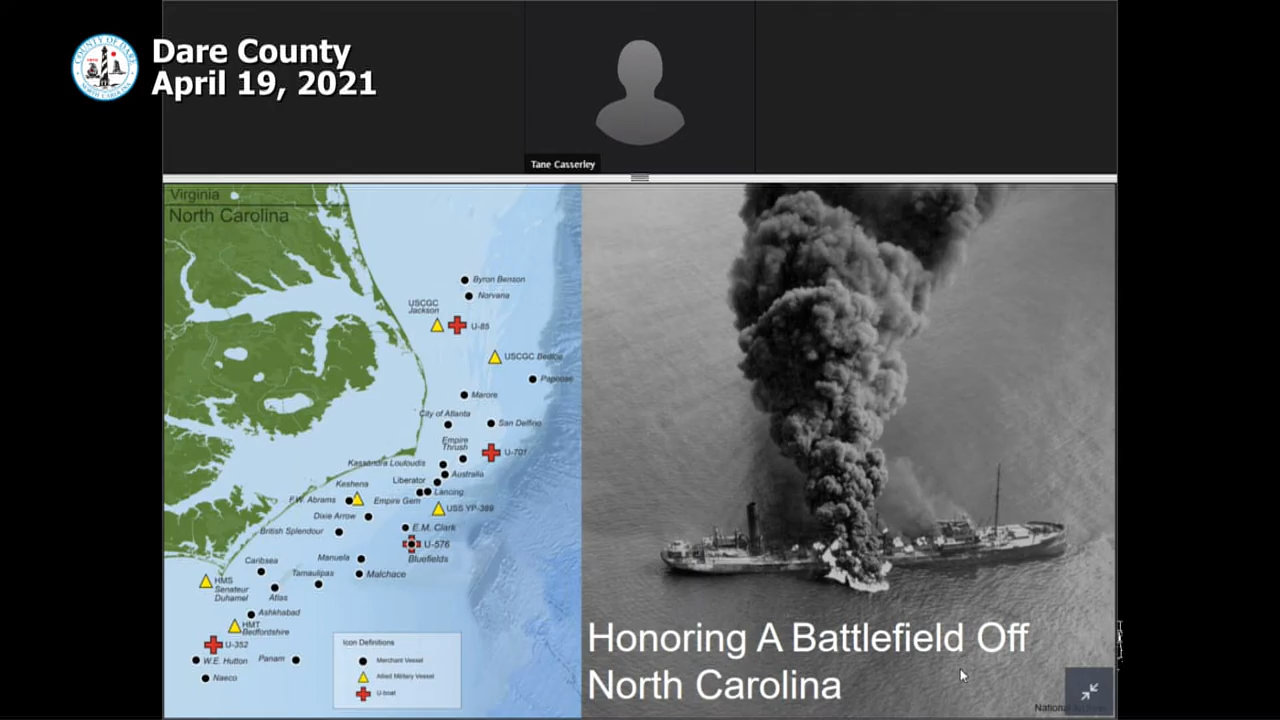 Dare County
April 19, 2021
Tane Casserley
Virginia
North Carolina
Byron Benson
Norvana
USCGC
Jackson
U-85
USCGC Bedloe
Papoose
Marore
City of Atlanta
San Delfino
Empire
Thrush
U-701
Kassandra Louloudis
Australia
Liberator
Keshena
Lancing
F.W. Abrams
Empire Gem
USS YP-389
Dixie Arrow
E.M. Clark
British Splendour
U-576
Bluefields
Manuela
Caribsea
Tamaulipas
Malchace
HMS
Senateur
Duhamel
Atlas
Ashkhabad
HMT
Bedfordshire
U-352
W.E. Hutton
Panam
Naeco
Icon Definitions
Merchant Vessel
Allied Military Vessel
U-boat
Honoring A Battlefield Off
North Carolina